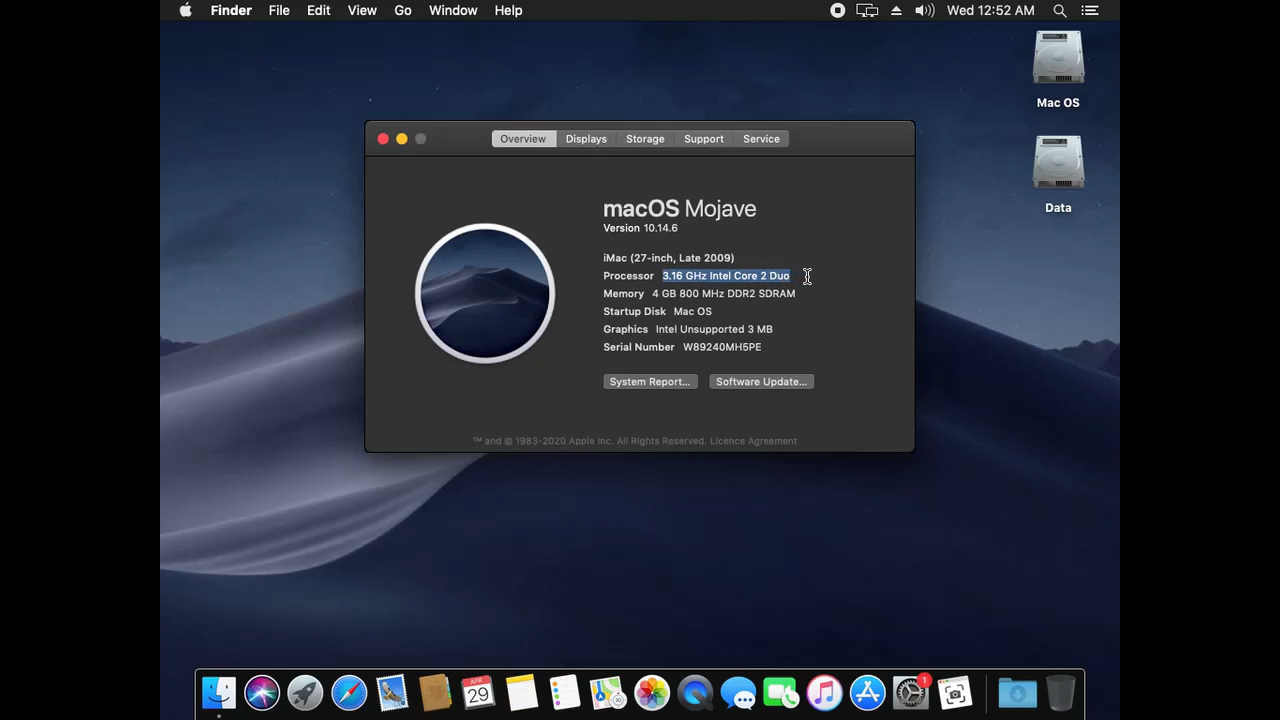 Finder File Edit View Go Window Help Wed 12:52 AM
Mac OS
Data
Overview Displays Storage Support Service
macOS Mojave
Version 10.14.6
iMac (27-inch, Late 2009)
Processor 3.16 GHz Intel Core 2 Duo
Memory 4 GB 800 MHz DDR2 SDRAM
Startup Disk Mac OS
Graphics Intel Unsupported 3 MB
Serial Number W89240MH5PE
System Report... Software Update...
™ and © 1983-2020 Apple Inc. All Rights Reserved. Licence Agreement
APR
29
1